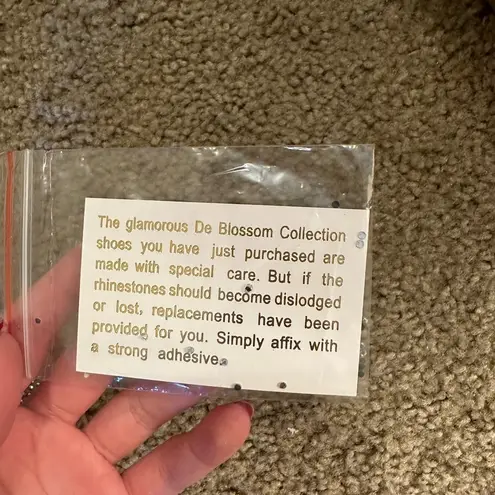 The glamorous De Blossom Collection
shoes you have just purchased are
made with special care. But if the
rhinestones should become dislodged
or lost, replacements have been
provided for you. Simply affix with
a strong adhesive.